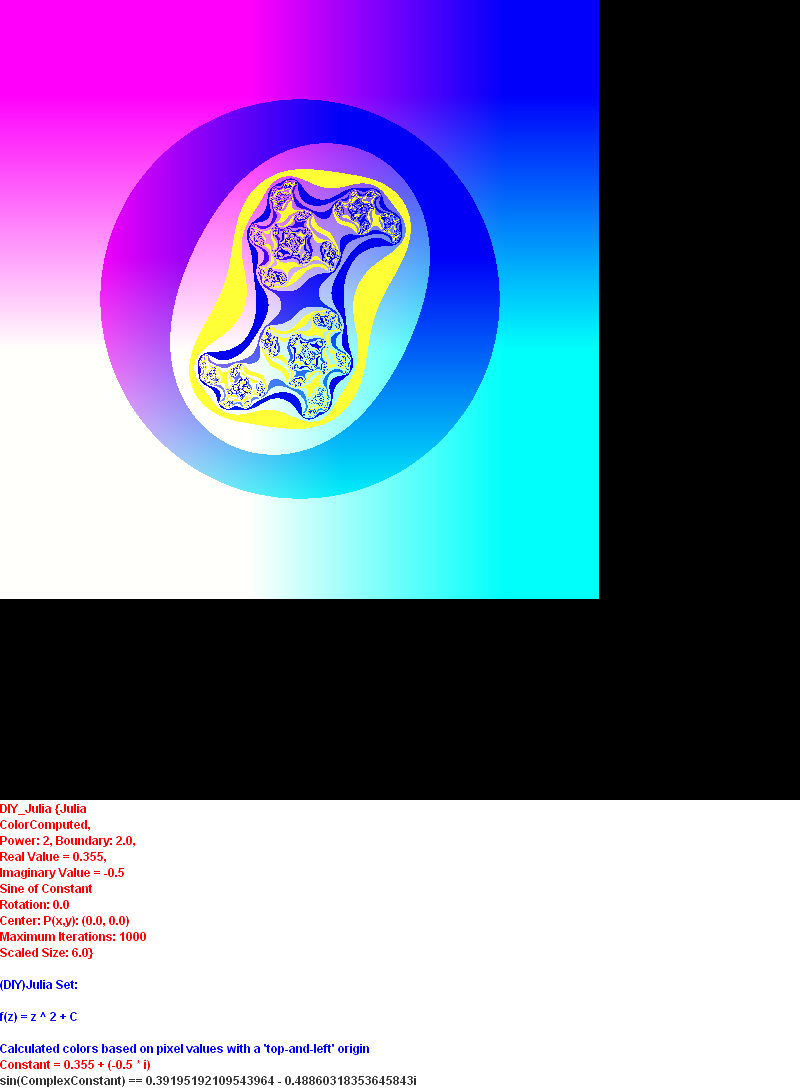 DIY_Julia {Julia
ColorComputed,
Power: 2, Boundary: 2.0,
Real Value = 0.355,
Imaginary Value = -0.5
Sine of Constant
Rotation: 0.0
Center: P(x,y): (0.0, 0.0)
Maximum Iterations: 1000
Scaled Size: 6.0}
(DIY)Julia Set:
f(z) = z ^ 2 + C
Calculated colors based on pixel values with a 'top-and-left' origin
Constant = 0.355 + (-0.5 * i)
sin(ComplexConstant) == 0.39195192109543964 - 0.48860318353645843i